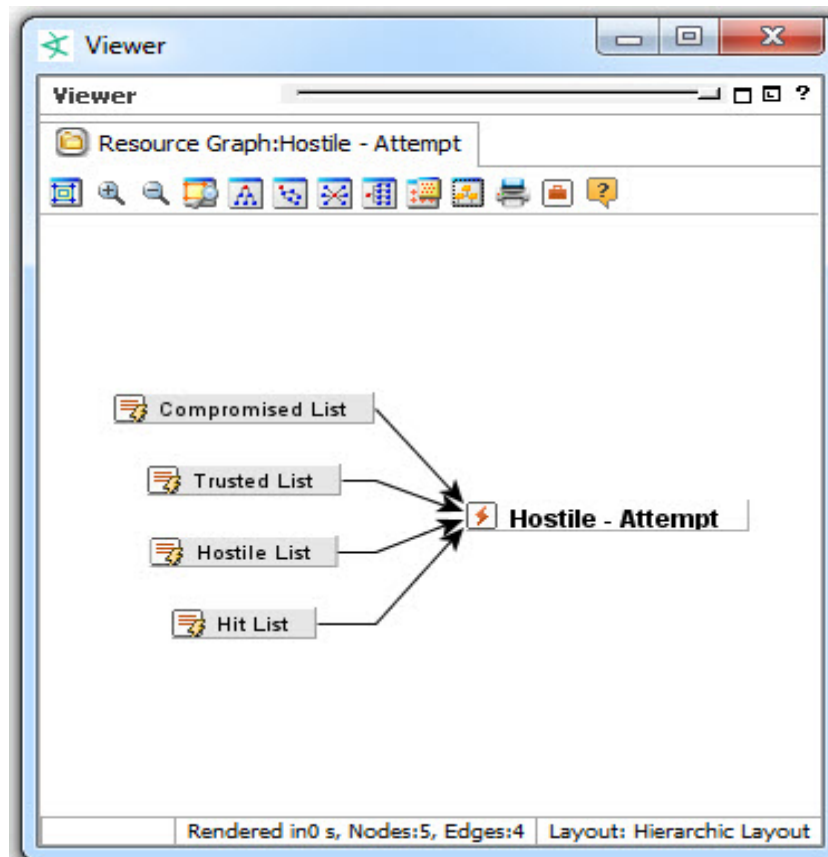 Viewer
Viewer ?
Resource Graph:Hostile - Attempt
Compromised List
Trusted List
Hostile - Attempt
Hostile List
Hit List
Rendered in0 s, Nodes:5, Edges:4 Layout: Hierarchic Layout